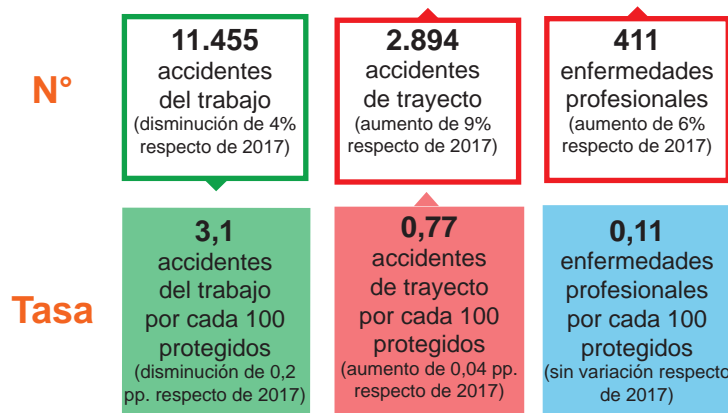 N°
11.455
accidentes
del trabajo
(disminución de 4%
respecto de 2017)
2.894
accidentes
de trayecto
(aumento de 9%
respecto de 2017)
411
enfermedades
profesionales
(aumento de 6%
respecto de 2017)
Tasa
3,1
accidentes
del trabajo
por cada 100
protegidos
(disminución de 0,2
pp. respecto de 2017)
0,77
accidentes
de trayecto
por cada 100
protegidos
(aumento de 0,04 pp.
respecto de 2017)
0,11
enfermedades
profesionales
por cada 100
protegidos
(sin variación respecto
de 2017)